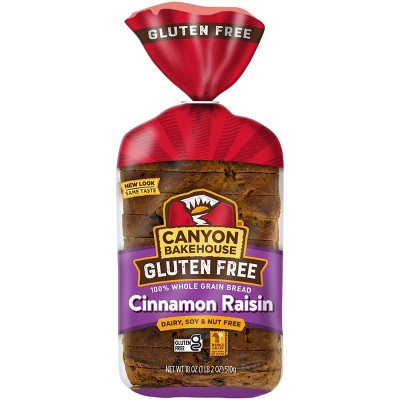 GLUTEN FREE
NEW LOOK
SAME TASTE
CANYON
BAKEHOUSE
GLUTEN FREE
100% WHOLE GRAIN BREAD
Cinnamon Raisin
DAIRY, SOY & NUT FREE
GLUTEN
FREE
NET WT 18 OZ (1 LB 2 OZ) 510g